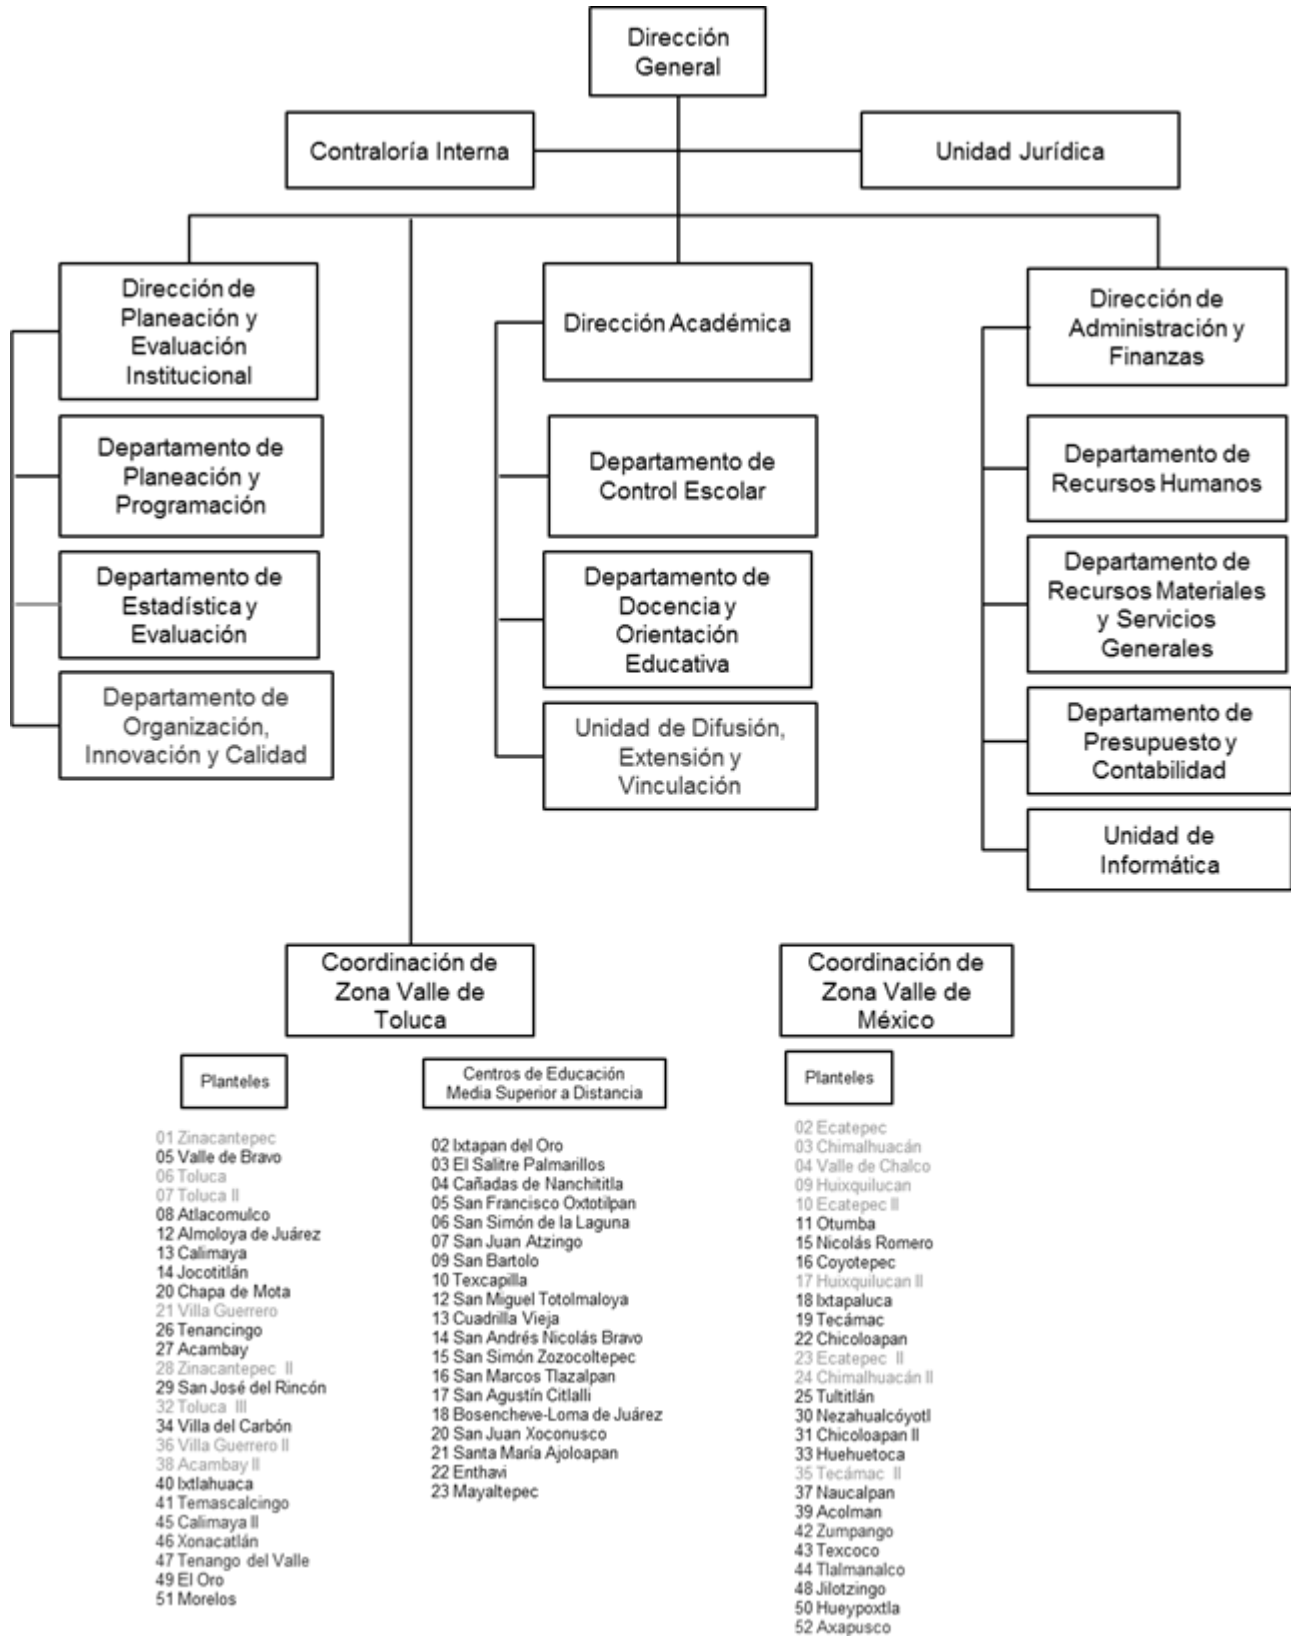 Dirección
General
Contraloría Interna
Unidad Jurídica
Dirección de
Planeación y
Evaluación
Institucional
Dirección Académica
Dirección de
Administración y
Finanzas
Departamento de
Planeación y
Programación
Departamento de
Control Escolar
Departamento de
Recursos Humanos
Departamento de
Estadística y
Evaluación
Departamento de
Docencia y
Orientación
Educativa
Departamento de
Recursos Materiales
y Servicios
Generales
Departamento de
Organización,
Innovación y Calidad
Unidad de Difusión,
Extensión y
Vinculación
Departamento de
Presupuesto y
Contabilidad
Unidad de
Informática
Coordinación de
Zona Valle de
Toluca
Coordinación de
Zona Valle de
México
Planteles
01 Zinacantepec
05 Valle de Bravo
06 Toluca
07 Toluca II
08 Atlacomulco
12 Almoloya de Juárez
13 Calimaya
14 Jocotitlán
20 Chapa de Mota
21 Villa Guerrero
26 Tenancingo
27 Acambay
28 Zinacantepec II
29 San José del Rincón
32 Toluca III
34 Villa del Carbón
36 Villa Guerrero II
38 Acambay II
40 Ixtlahuaca
41 Temascalcingo
45 Calimaya II
46 Xonacatlán
47 Tenango del Valle
49 El Oro
51 Morelos
Centros de Educación
Media Superior a Distancia
02 Ixtapan del Oro
03 El Salitre Palmarillos
04 Cañadas de Nanchititla
05 San Francisco Oxtotilpan
06 San Simón de la Laguna
07 San Juan Atzingo
09 San Bartolo
10 Texcapilla
12 San Miguel Totolmaloya
13 Cuadrilla Vieja
14 San Andrés Nicolás Bravo
15 San Simón Zozocoltepec
16 San Marcos Tlazalpan
17 San Agustín Citlalli
18 Bosencheve-Loma de Juárez
20 San Juan Xoconusco
21 Santa María Ajoloapan
22 Enthavi
23 Mayaltepec
Planteles
02 Ecatepec
03 Chimalhuacán
04 Valle de Chalco
09 Huixquilucan
10 Ecatepec II
11 Otumba
15 Nicolás Romero
16 Coyotepec
17 Huixquilucan II
18 Ixtapaluca
19 Tecámac
22 Chicoloapan
23 Ecatepec II
24 Chimalhuacán II
25 Tultitlán
30 Nezahualcóyotl
31 Chicoloapan II
33 Huehuetoca
35 Tecámac II
37 Naucalpan
39 Acolman
42 Zumpango
43 Texcoco
44 Tlalmanalco
48 Jilotzingo
50 Hueypoxtla
52 Axapusco